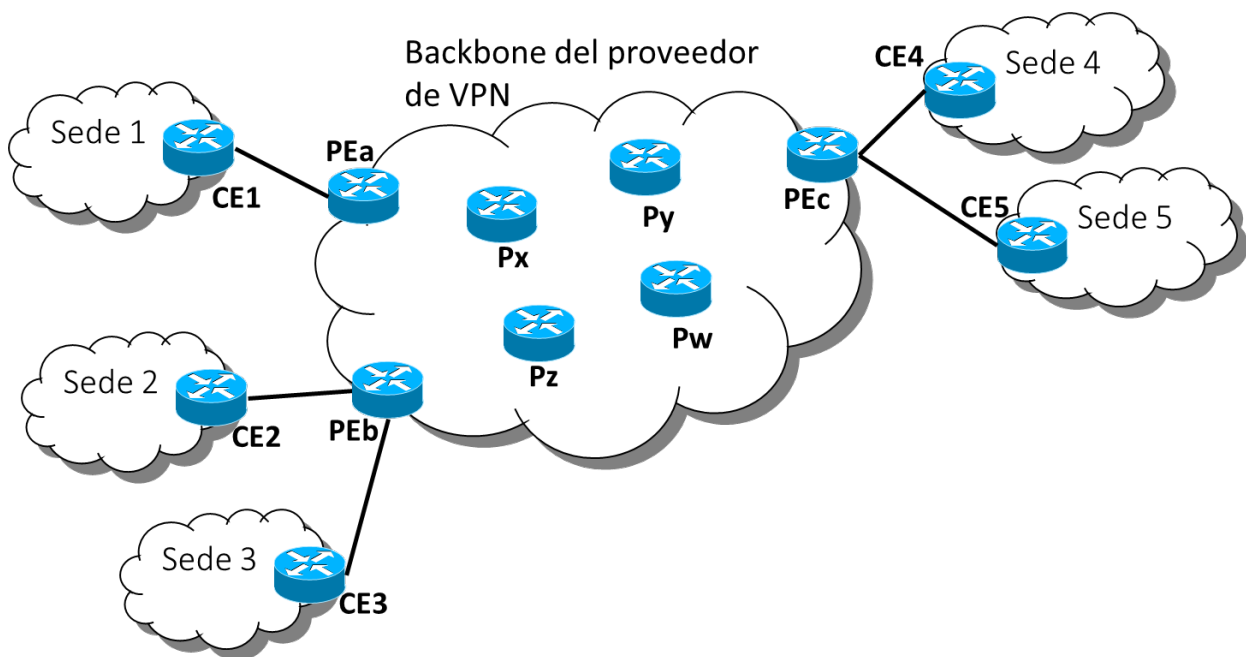 Backbone del proveedor
de VPN
CE4
Sede 4
Sede 1
PEa
CE1
Px
Py
PEc
CE5
Sede 5
Pz
Pw
Sede 2
CE2
PEb
Sede 3
CE3